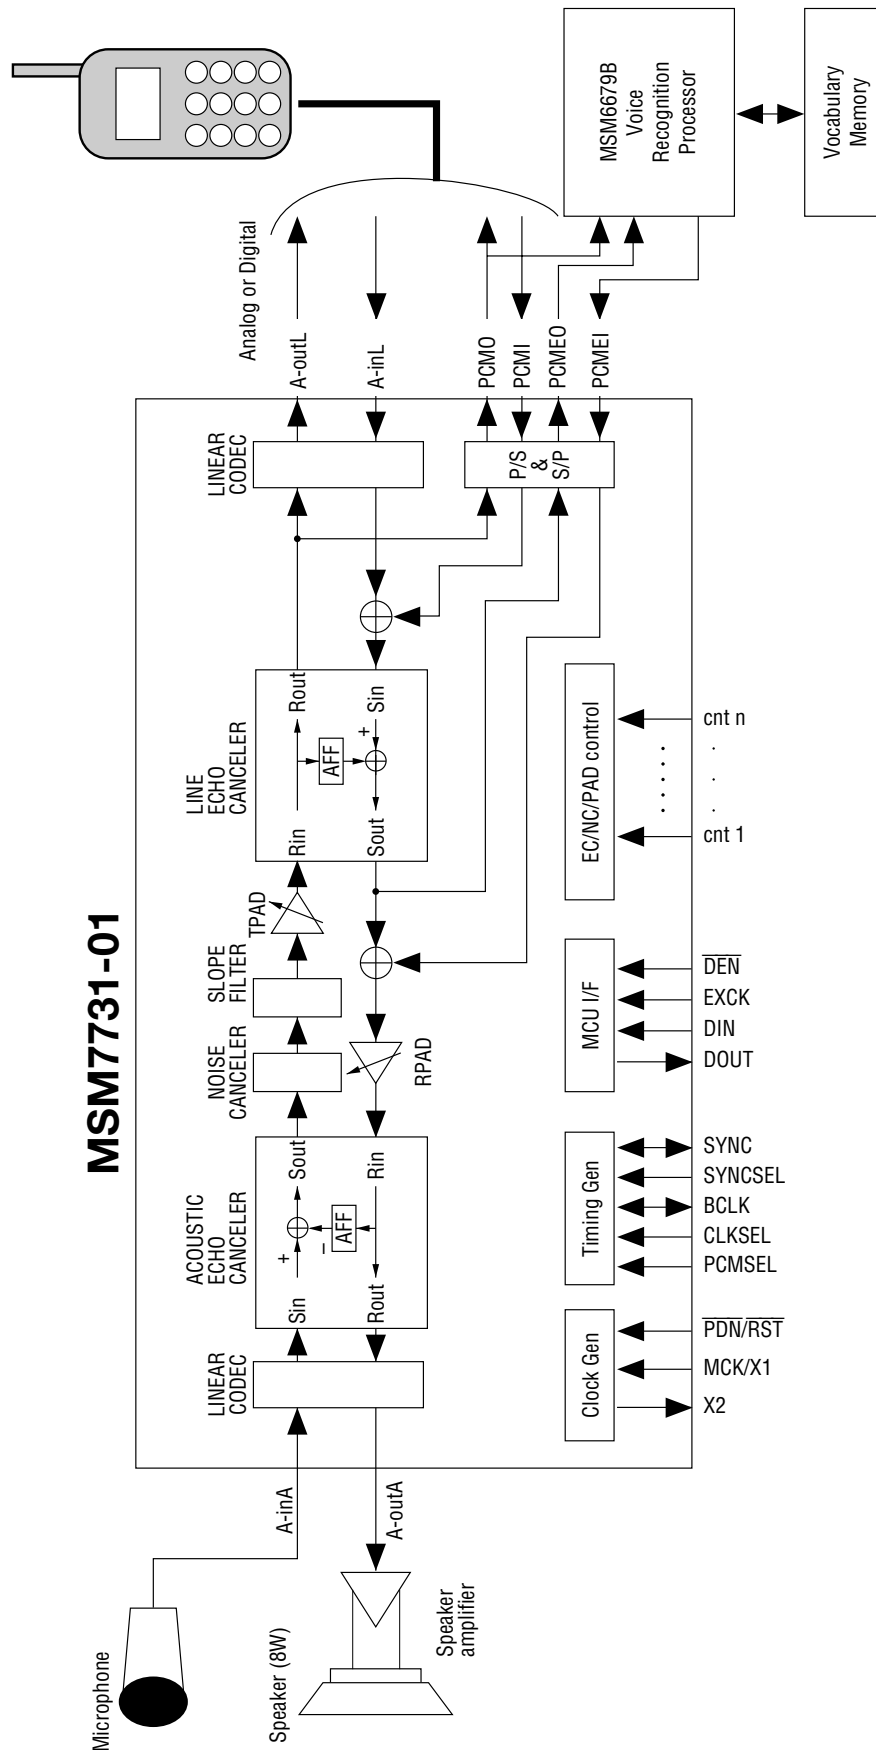 MSM7731-01
Microphone
Speaker (8W)
Speaker
amplifier
A-inA
A-outA
LINEAR
CODEC
ACOUSTIC
ECHO
CANCELER
Sin
+
–
AFF
Sout
Rout
Rin
NOISE
CANCELER
SLOPE
FILTER
TPAD
RPAD
LINE
ECHO
CANCELER
Rin
Rout
AFF
+
Sout
Sin
LINEAR
CODEC
P/S
&
S/P
A-outL
A-inL
PCMO
PCMI
PCMEO
PCMEI
Analog or Digital
MSM6679B
Voice
Recognition
Processor
Vocabulary
Memory
Clock Gen
X2
MCK/X1
PDN/RST
Timing Gen
PCMSEL
CLKSEL
BCLK
SYNCSEL
SYNC
MCU I/F
DOUT
DIN
EXCK
DEN
EC/NC/PAD control
cnt 1
cnt n